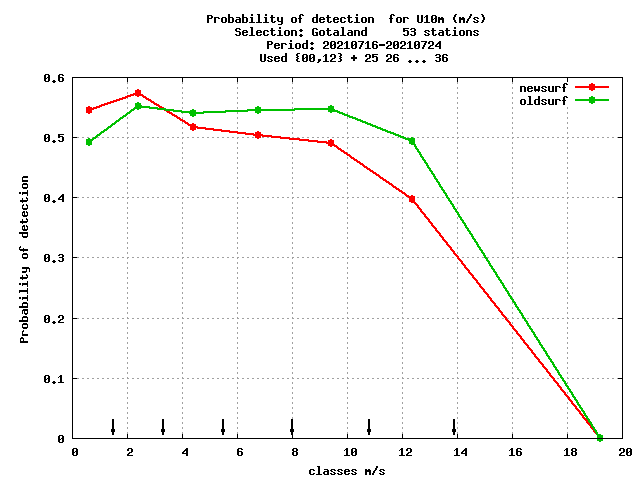 Probability of detection  for U10m (m/s)
Selection: Gotaland     53 stations
Period: 20210716-20210724
Used {00,12} + 25 26 ... 36
newsurf
oldsurf
Probability of detection
0.6
0.5
0.4
0.3
0.2
0.1
0
0 2 4 6 8 10 12 14 16 18 20
classes m/s